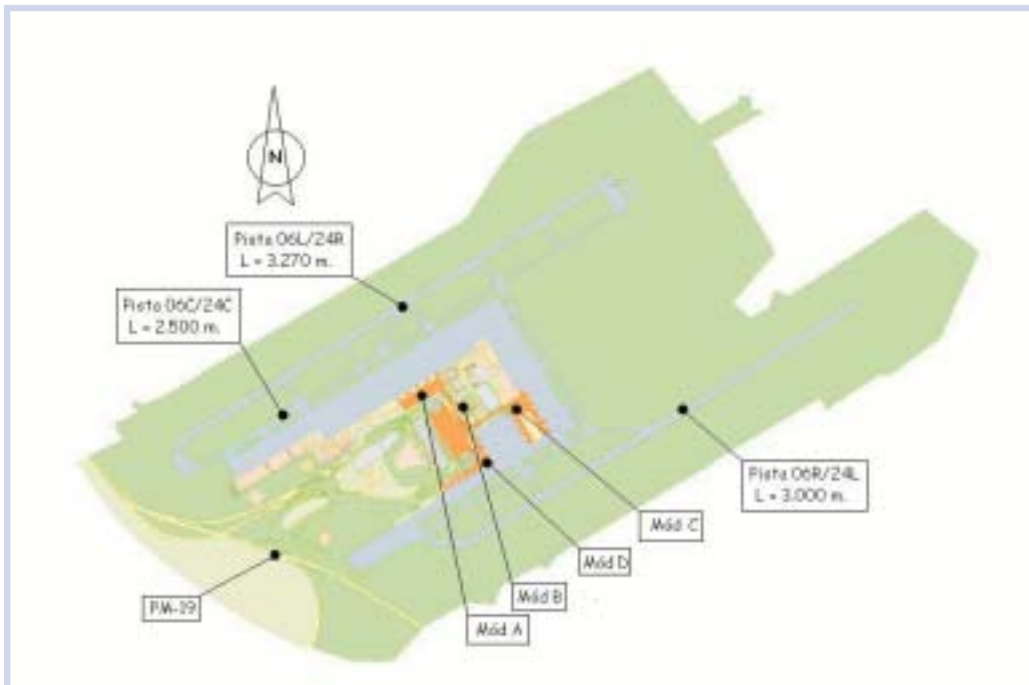 N
Pista 06L/24R
L = 3.270 m.
Pista 06C/24C
L = 2.500 m.
Pista 06R/24L
L = 3.000 m.
Mód C
Mód D
Mód B
PM-19
Mód A